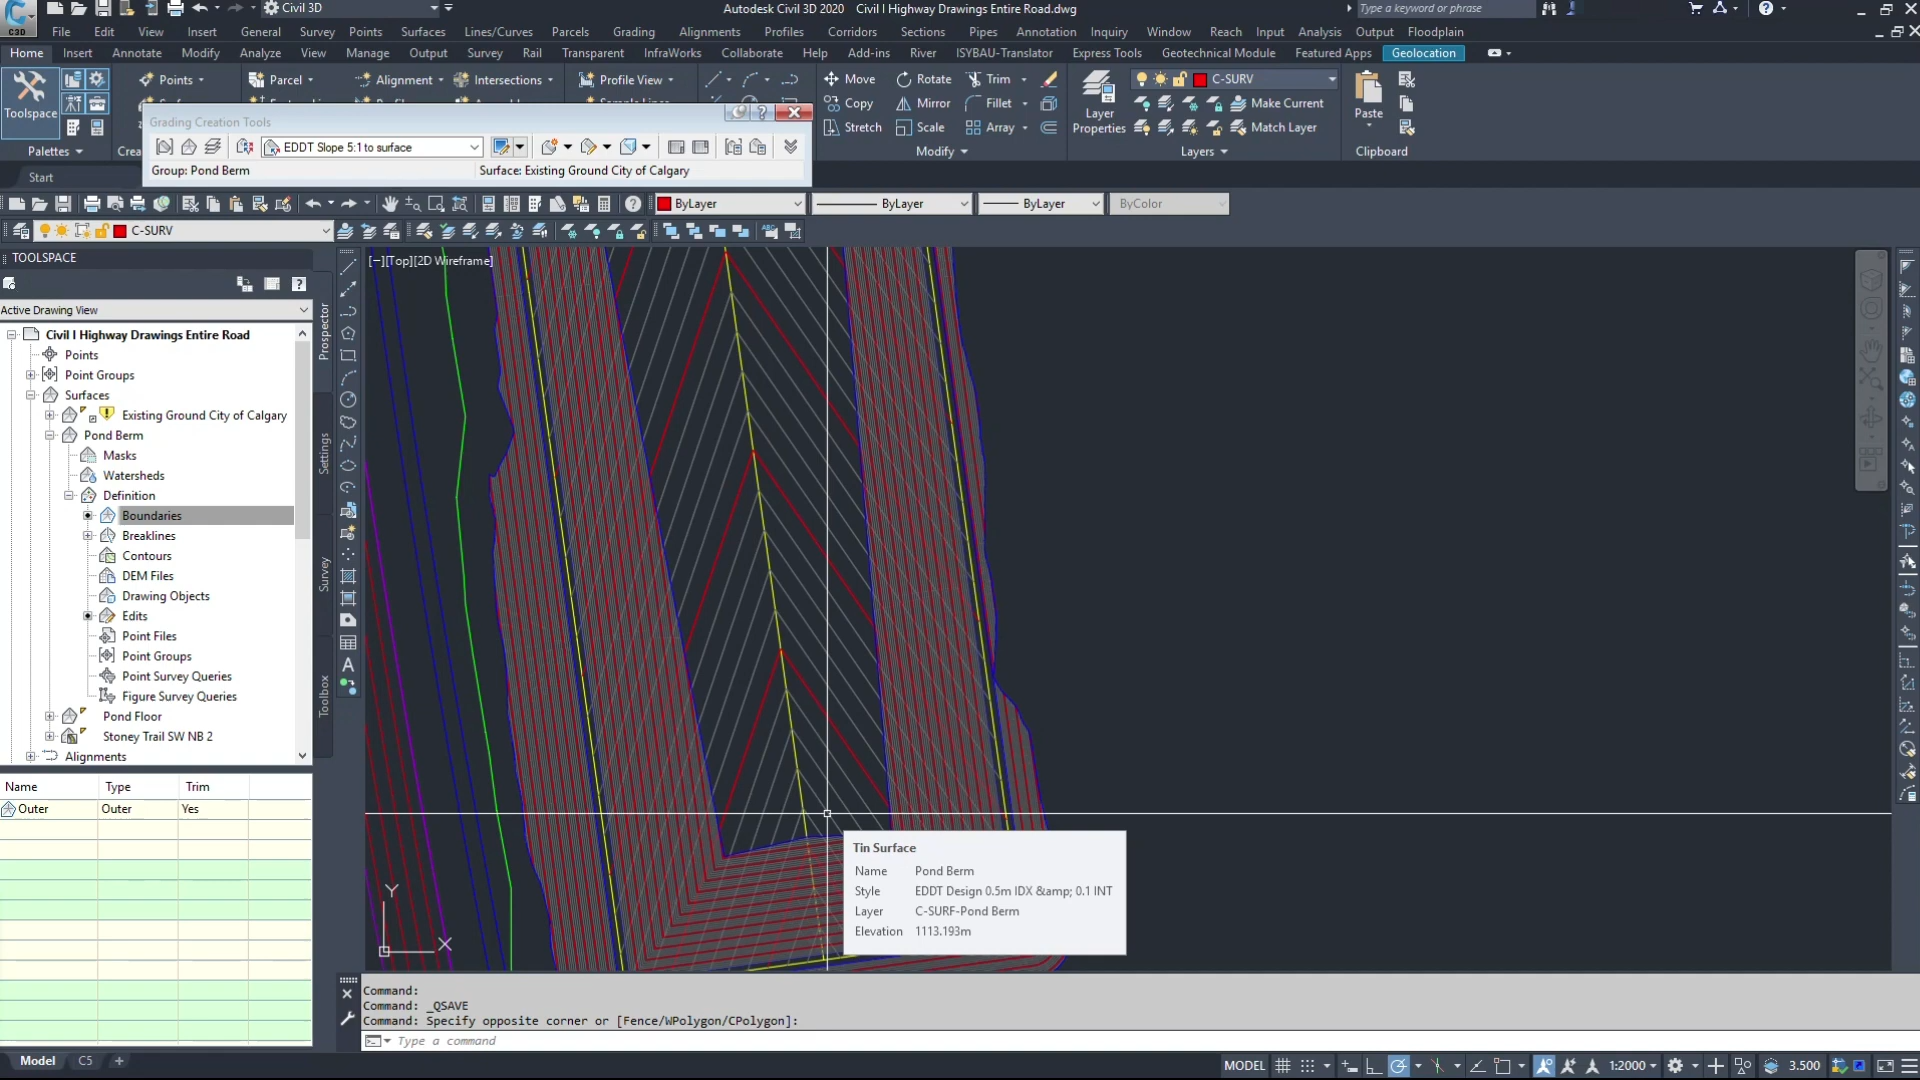 C3D
Civil 3D
Autodesk Civil 3D 2020 Civil I Highway Drawings Entire Road.dwg
Type a keyword or phrase
File Edit View Insert General Survey Points Surfaces Lines/Curves Parcels Grading Alignments Profiles Corridors Sections Pipes Annotation Inquiry Window Reach Input Analysis Output Floodplain
Home Insert Annotate Modify Analyze View Manage Output Survey Rail Transparent InfraWorks Collaborate Help Add-ins River ISYBAU-Translator Express Tools Geotechnical Module Featured Apps Geolocation
Toolspace
Points
Parcel
Alignment
Intersections
Profile View
Move
Rotate
Trim
Copy
Mirror
Fillet
Stretch
Scale
Array
Layer Properties
C-SURV
Make Current
Match Layer
Paste
Palettes
Modify
Layers
Clipboard
Grading Creation Tools
EDDT Slope 5:1 to surface
Group: Pond Berm
Surface: Existing Ground City of Calgary
Start
ByLayer
ByLayer
ByLayer
ByColor
C-SURV
TOOLSPACE
Active Drawing View
Civil I Highway Drawings Entire Road
Points
Point Groups
Surfaces
Existing Ground City of Calgary
Pond Berm
Masks
Watersheds
Definition
Boundaries
Breaklines
Contours
DEM Files
Drawing Objects
Edits
Point Files
Point Groups
Point Survey Queries
Figure Survey Queries
Pond Floor
Stoney Trail SW NB 2
Alignments
Prospector
Settings
Survey
Toolbox
Name Type Trim
Outer Outer Yes
[−][Top][2D Wireframe]
A
Tin Surface
Name Pond Berm
Style EDDT Design 0.5m IDX &amp; 0.1 INT
Layer C-SURF-Pond Berm
Elevation 1113.193m
Y
X
Command:
Command: _QSAVE
Command: Specify opposite corner or [Fence/WPolygon/CPolygon]:
Type a command
Model C5 +
MODEL
1:2000
3.500